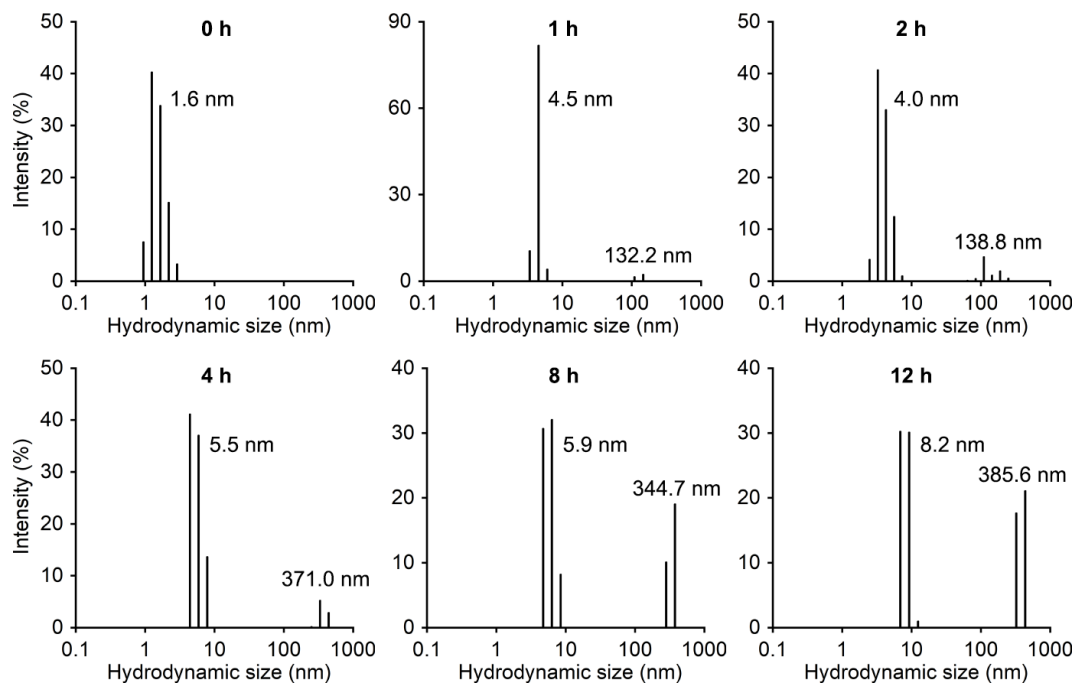 0 h
1 h
2 h
50
40
30
20
10
0
Intensity (%)
1.6 nm
0.1 1 10 100 1000
Hydrodynamic size (nm)
90
60
30
0
4.5 nm
132.2 nm
0.1 1 10 100 1000
Hydrodynamic size (nm)
50
40
30
20
10
0
4.0 nm
138.8 nm
0.1 1 10 100 1000
Hydrodynamic size (nm)
4 h
8 h
12 h
50
40
30
20
10
0
Intensity (%)
5.5 nm
371.0 nm
0.1 1 10 100 1000
Hydrodynamic size (nm)
40
30
20
10
0
5.9 nm
344.7 nm
0.1 1 10 100 1000
Hydrodynamic size (nm)
40
30
20
10
0
8.2 nm
385.6 nm
0.1 1 10 100 1000
Hydrodynamic size (nm)